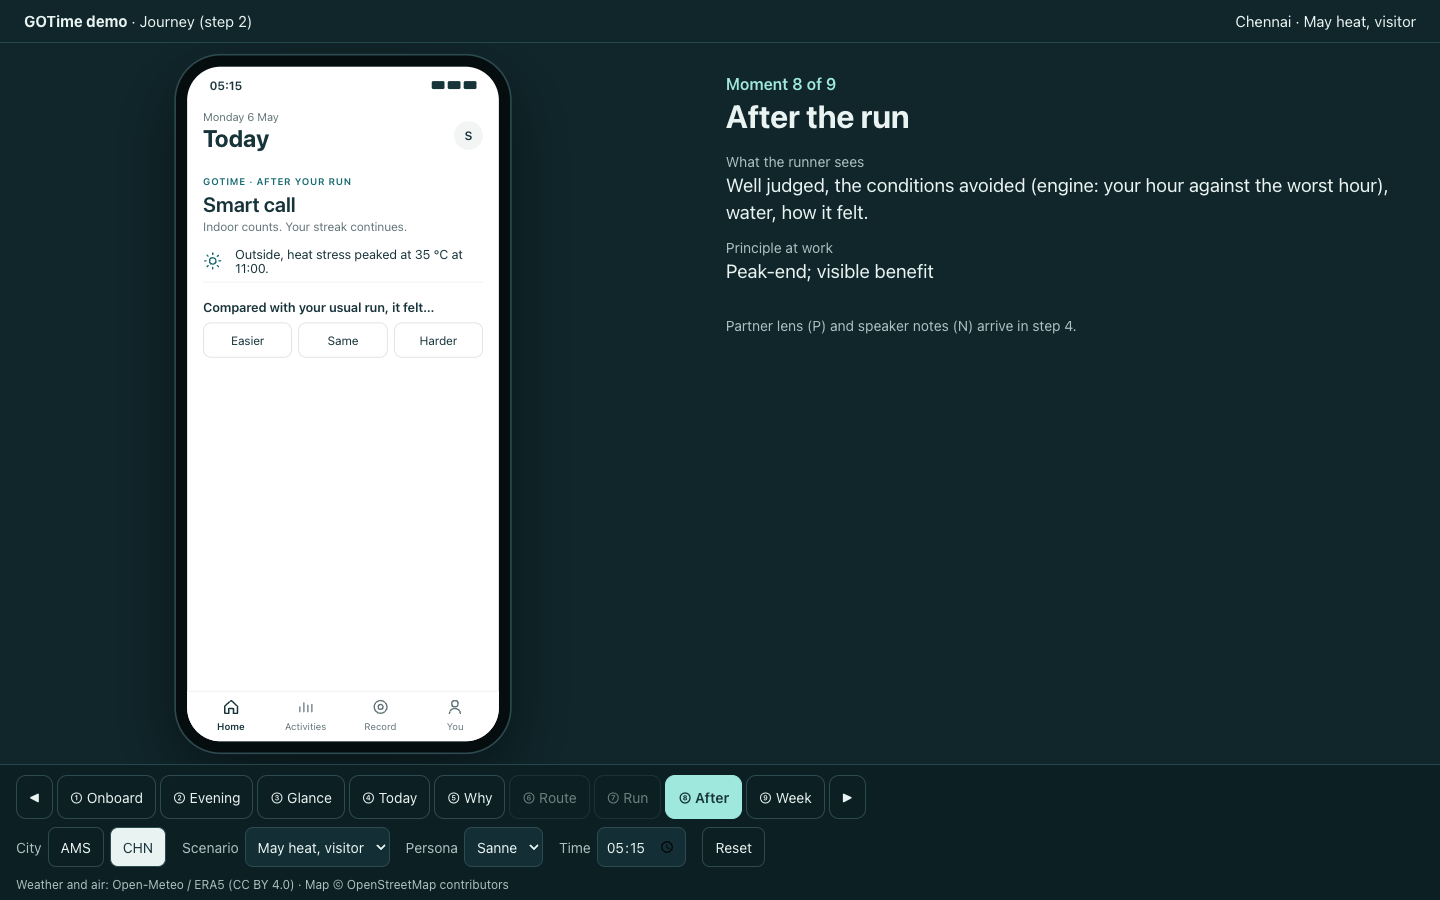 GOTime demo · Journey (step 2)
Chennai · May heat, visitor
05:15
Monday 6 May
Today
S
GOTIME · AFTER YOUR RUN
Smart call
Indoor counts. Your streak continues.
Outside, heat stress peaked at 35 °C at
11:00.
Compared with your usual run, it felt...
Easier
Same
Harder
Home
Activities
Record
You
Moment 8 of 9
After the run
What the runner sees
Well judged, the conditions avoided (engine: your hour against the worst hour),
water, how it felt.
Principle at work
Peak-end; visible benefit
Partner lens (P) and speaker notes (N) arrive in step 4.
◀ ① Onboard ② Evening ③ Glance ④ Today ⑤ Why ⑥ Route ⑦ Run ⑧ After ⑨ Week ▶
City AMS CHN Scenario May heat, visitor Persona Sanne Time 05:15 Reset
Weather and air: Open-Meteo / ERA5 (CC BY 4.0) · Map © OpenStreetMap contributors